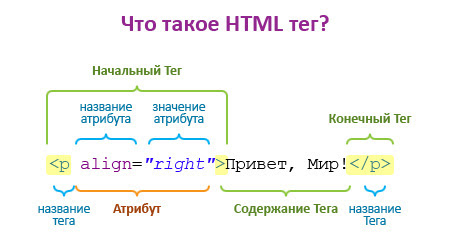 Что такое HTML тег?
Начальный Тег
название атрибута
значение атрибута
Конечный Тег
<p align="right">Привет, Мир!</p>
название тега
Атрибут
Содержание Тега
название Тега